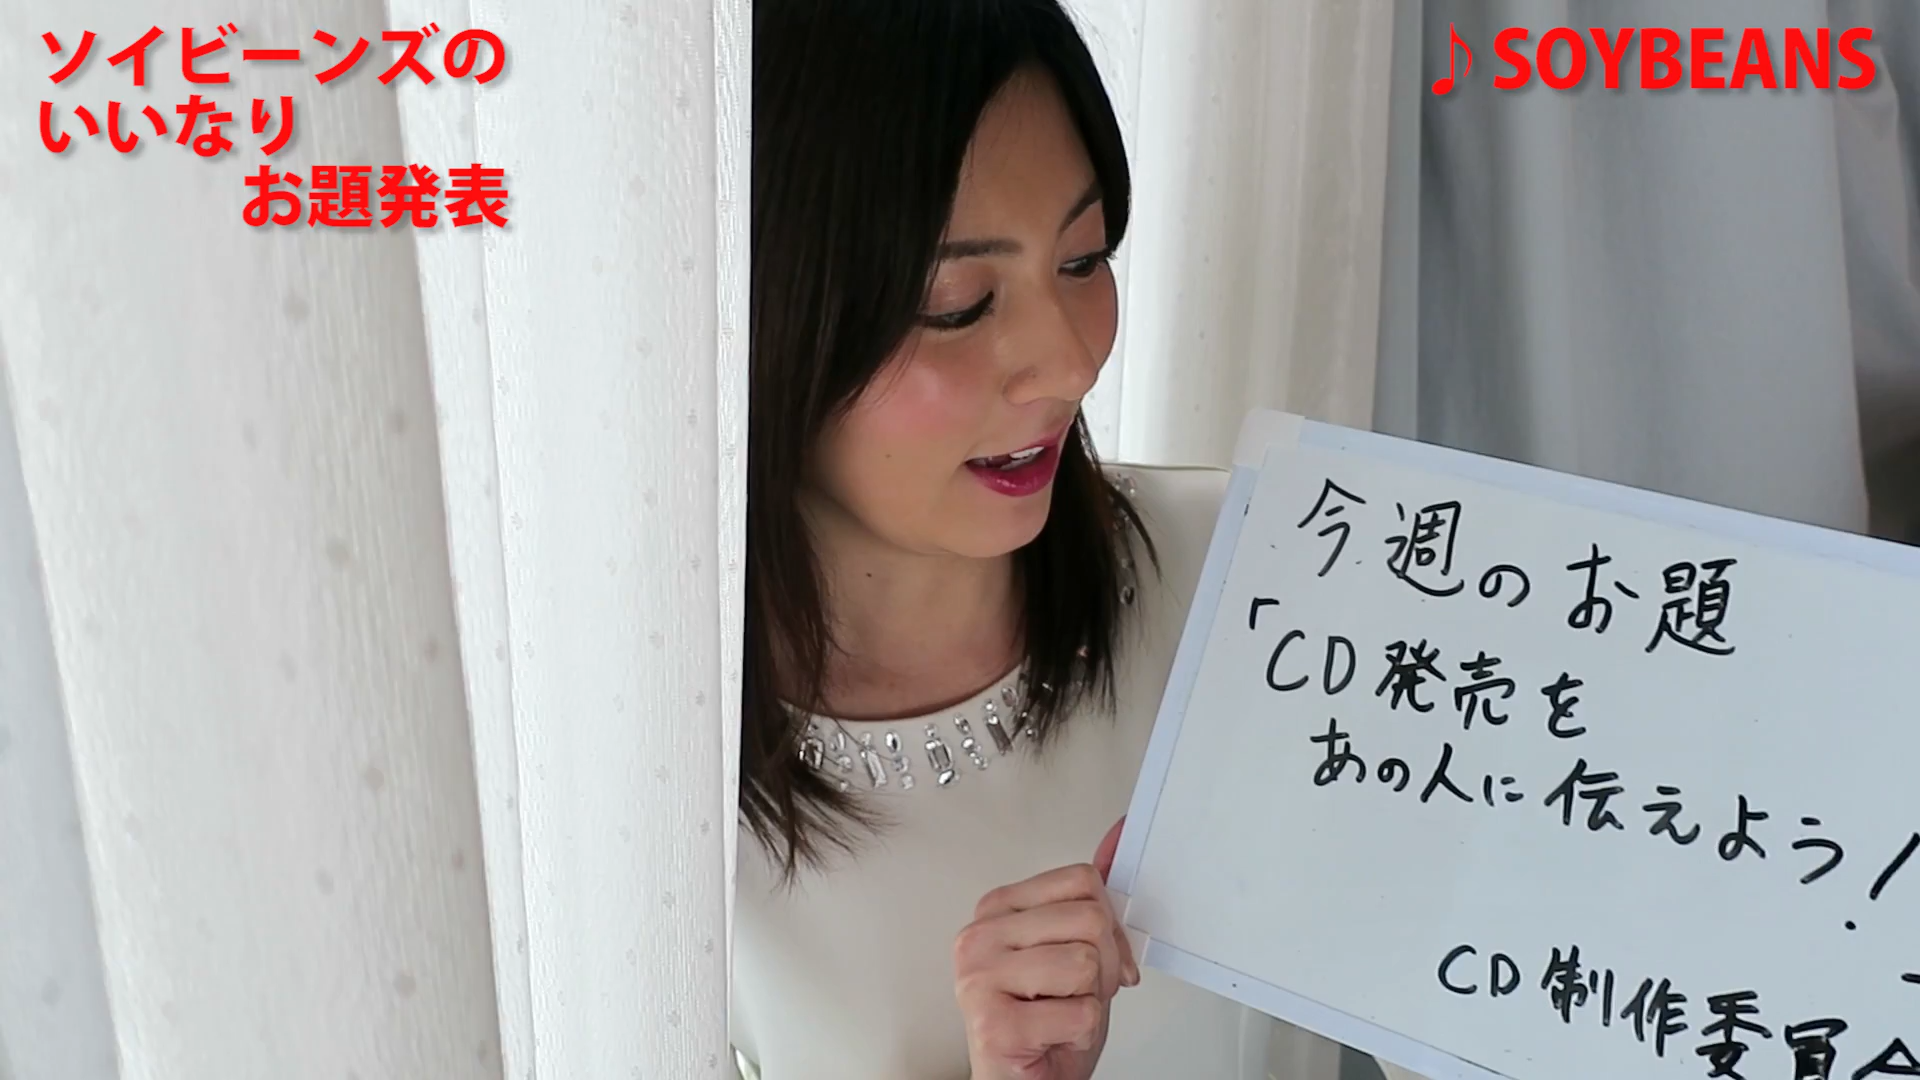 ソイビーンズの
いいなり
お題発表
♪SOYBEANS
今週のお題
「CD発売を
あの人に伝えよう!
CD制作委員会